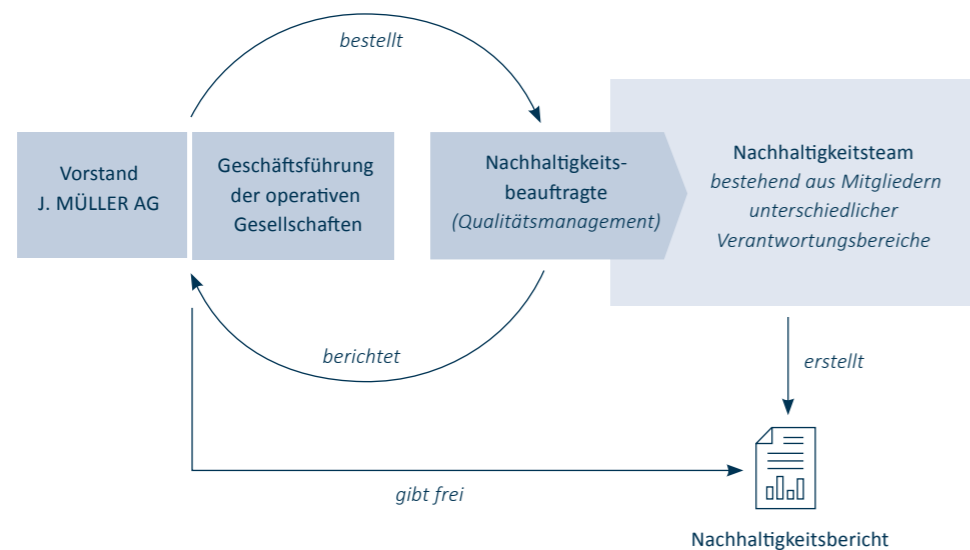 bestellt
Vorstand
J. MÜLLER AG
Geschäftsführung
der operativen
Gesellschaften
Nachhaltigkeits-
beauftragte
(Qualitätsmanagement)
Nachhaltigkeitsteam
bestehend aus Mitgliedern
unterschiedlicher
Verantwortungsbereiche
berichtet
erstellt
gibt frei
Nachhaltigkeitsbericht